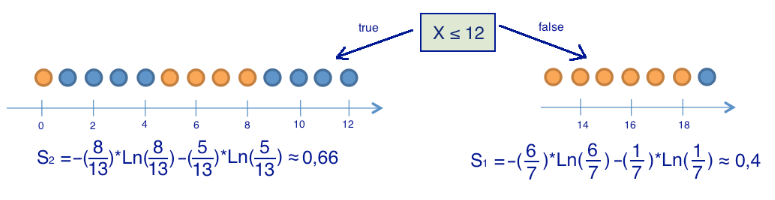 true
X ≤ 12
false
0 2 4 6 8 10 12
14 16 18
S₂ =–(8/13)*Ln(8/13)–(5/13)*Ln(5/13) ≈ 0,66
S₁ =–(6/7)*Ln(6/7)–(1/7)*Ln(1/7) ≈ 0,4